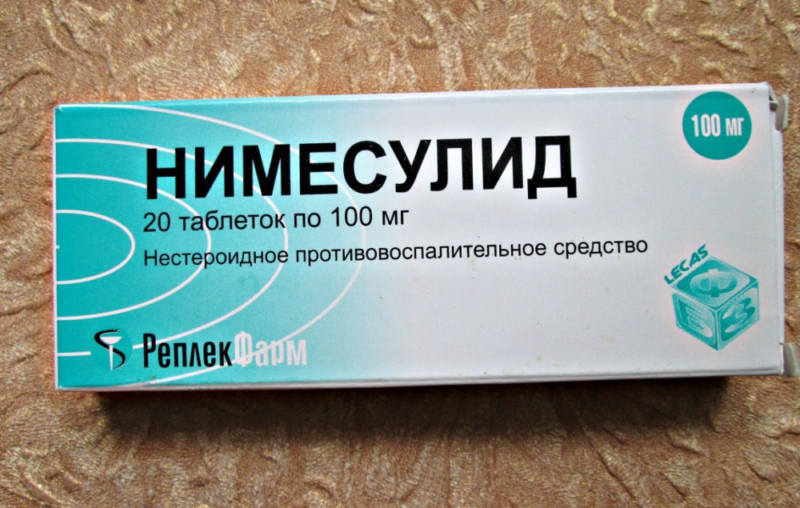 100 мг
НИМЕСУЛИД
20 таблеток по 100 мг
Нестероидное противовоспалительное средство
LECAS
Ф
Б З
РеплекФарм